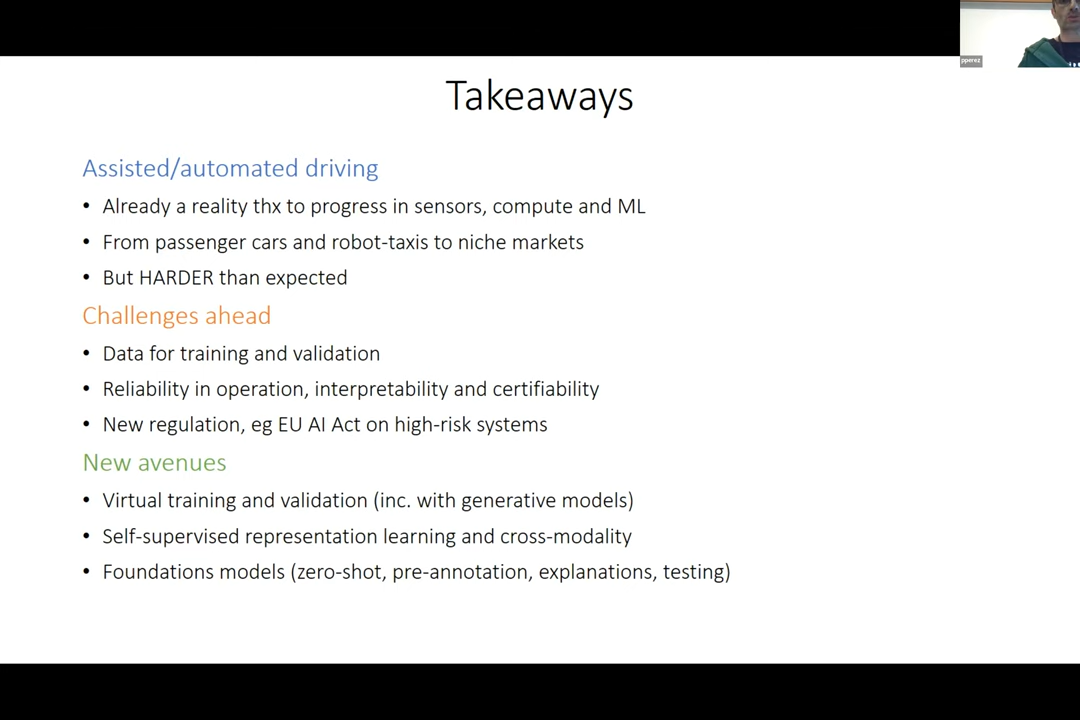 pperez
Takeaways
Assisted/automated driving
• Already a reality thx to progress in sensors, compute and ML
• From passenger cars and robot-taxis to niche markets
• But HARDER than expected
Challenges ahead
• Data for training and validation
• Reliability in operation, interpretability and certifiability
• New regulation, eg EU AI Act on high-risk systems
New avenues
• Virtual training and validation (inc. with generative models)
• Self-supervised representation learning and cross-modality
• Foundations models (zero-shot, pre-annotation, explanations, testing)